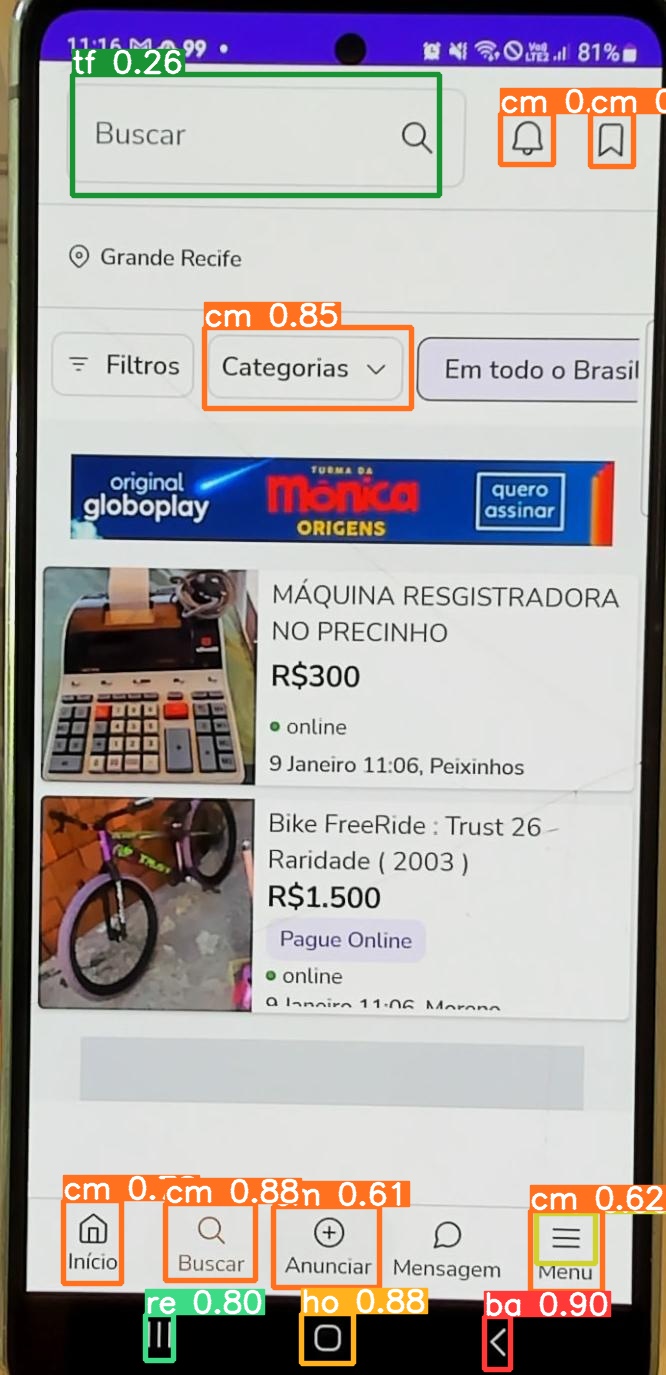 11:16 99
Voo LTE2 81%
tf 0.26
cm 0.
cm 0
Buscar
Grande Recife
cm 0.85
Filtros
Categorias
Em todo o Brasil
original
globoplay
TURMA DA
Mônica
ORIGENS
quero
assinar
MÁQUINA RESGISTRADORA
NO PRECINHO
R$300
online
9 Janeiro 11:06, Peixinhos
Bike FreeRide : Trust 26 -
Raridade ( 2003 )
R$1.500
Pague Online
online
9 Janeiro 11:06, Moreno
cm 0.
cm 0.88
0.61
cm 0.62
Início
Buscar
Anunciar
Mensagem
Menu
re 0.80
ho 0.88
ba 0.90